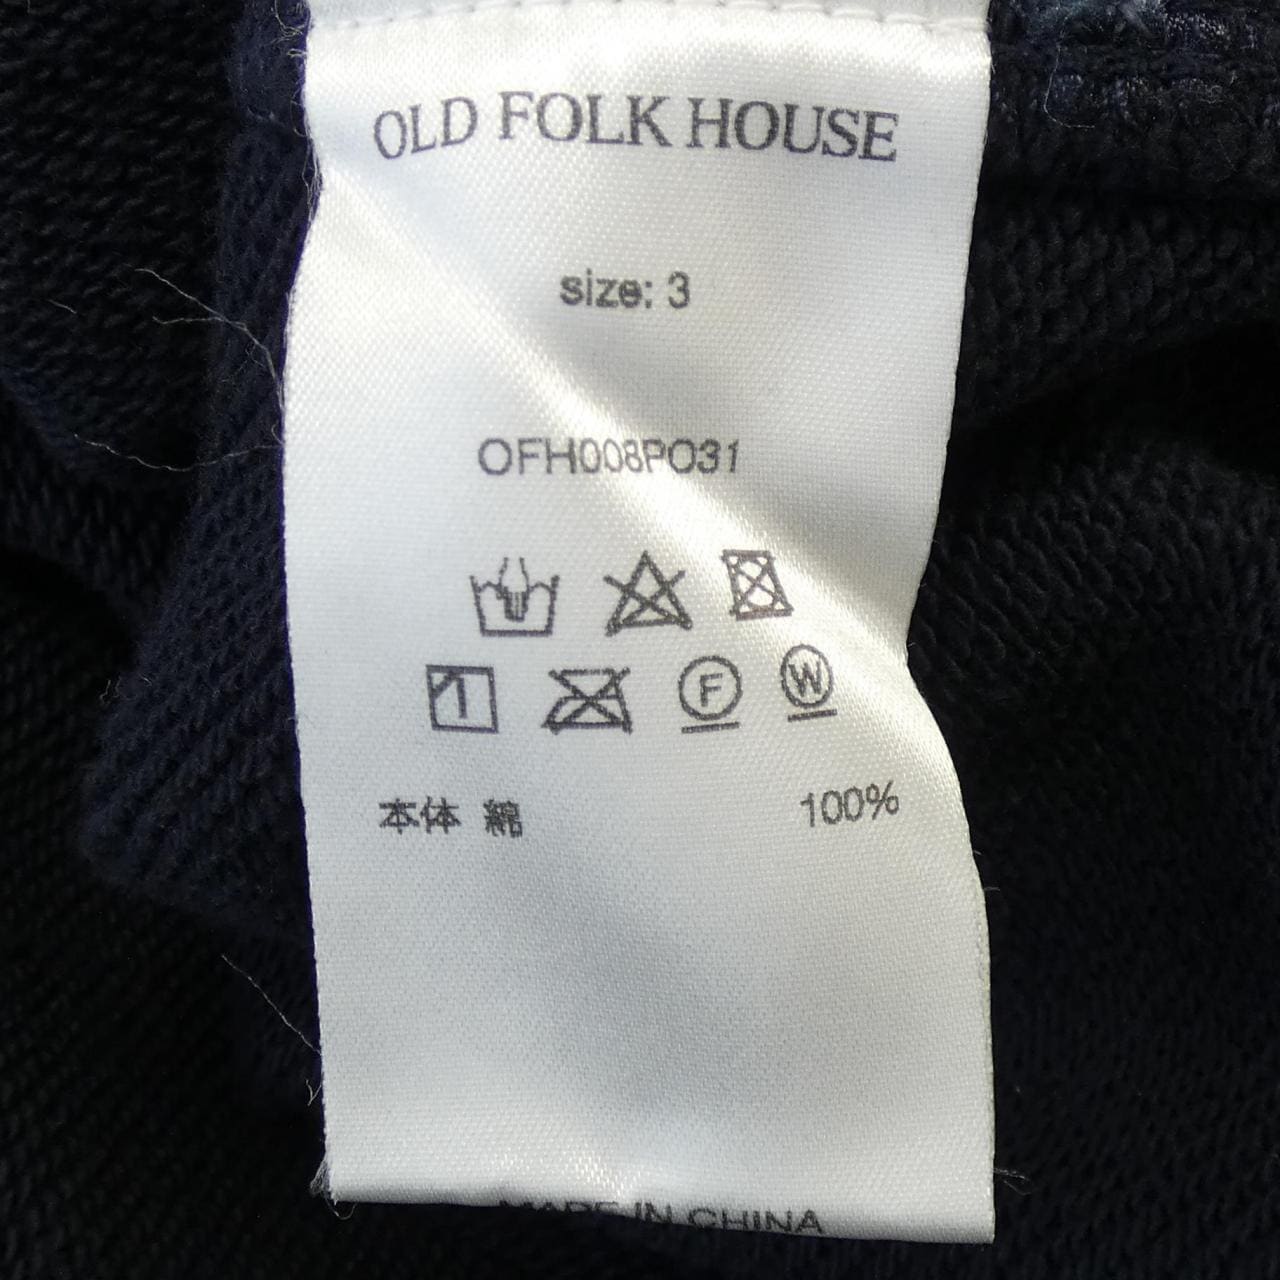 OLD FOLK HOUSE
size: 3
OFH008PO31
F W
本体 綿 100%
MADE IN CHINA